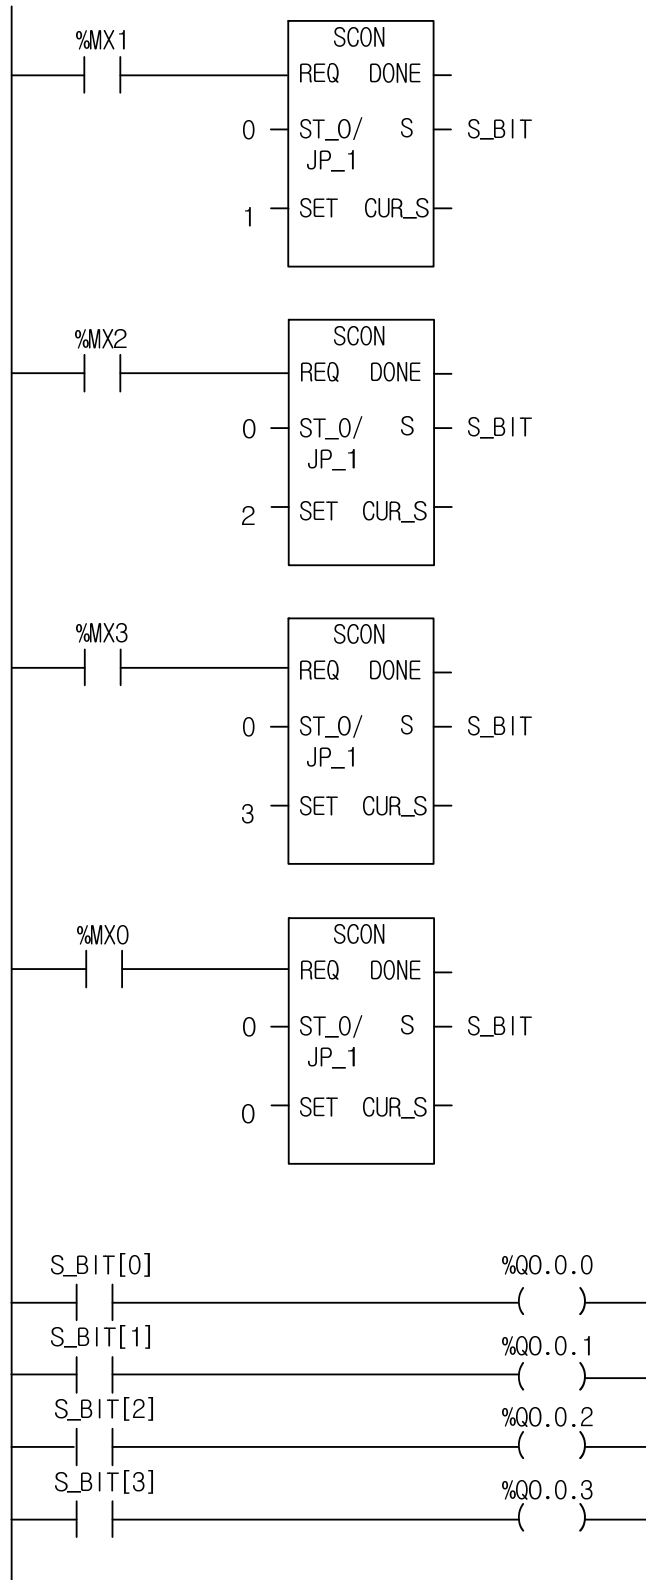 %MX1
SCON
REQ DONE
0 ST_0/ S S_BIT
JP_1
1 SET CUR_S
%MX2
SCON
REQ DONE
0 ST_0/ S S_BIT
JP_1
2 SET CUR_S
%MX3
SCON
REQ DONE
0 ST_0/ S S_BIT
JP_1
3 SET CUR_S
%MX0
SCON
REQ DONE
0 ST_0/ S S_BIT
JP_1
0 SET CUR_S
S_BIT[0] %Q0.0.0
S_BIT[1] %Q0.0.1
S_BIT[2] %Q0.0.2
S_BIT[3] %Q0.0.3